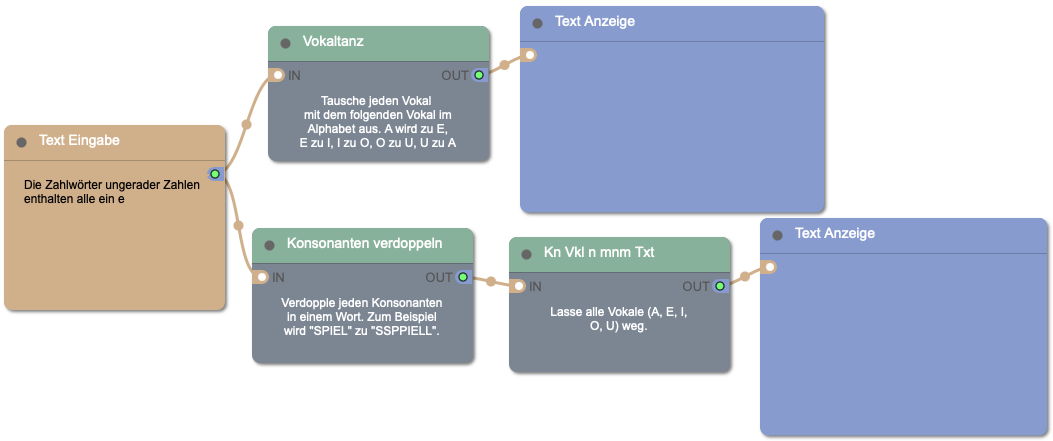 Text Eingabe
Die Zahlwörter ungerader Zahlen
enthalten alle ein e
Vokaltanz
IN
OUT
Tausche jeden Vokal
mit dem folgenden Vokal im
Alphabet aus. A wird zu E,
E zu I, I zu O, O zu U, U zu A
Text Anzeige
Konsonanten verdoppeln
IN
OUT
Verdopple jeden Konsonanten
in einem Wort. Zum Beispiel
wird "SPIEL" zu "SSPPIELL".
Kn Vkl n mnm Txt
IN
OUT
Lasse alle Vokale (A, E, I,
O, U) weg.
Text Anzeige